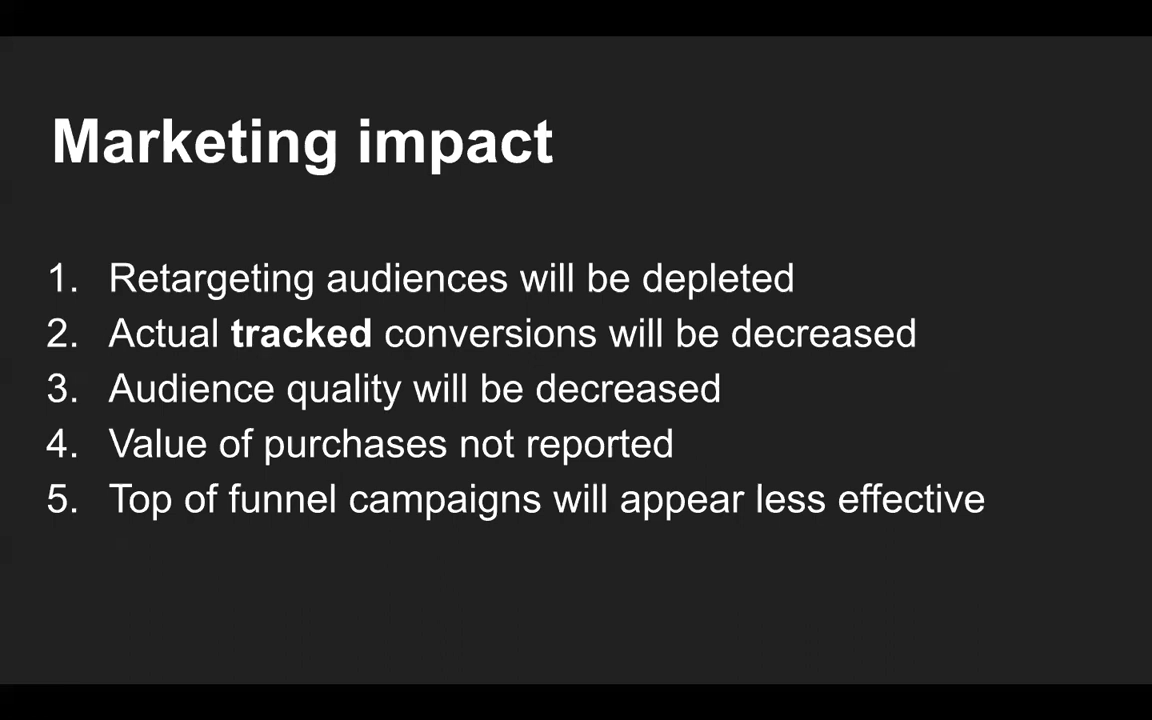 Marketing impact
1. Retargeting audiences will be depleted
2. Actual tracked conversions will be decreased
3. Audience quality will be decreased
4. Value of purchases not reported
5. Top of funnel campaigns will appear less effective